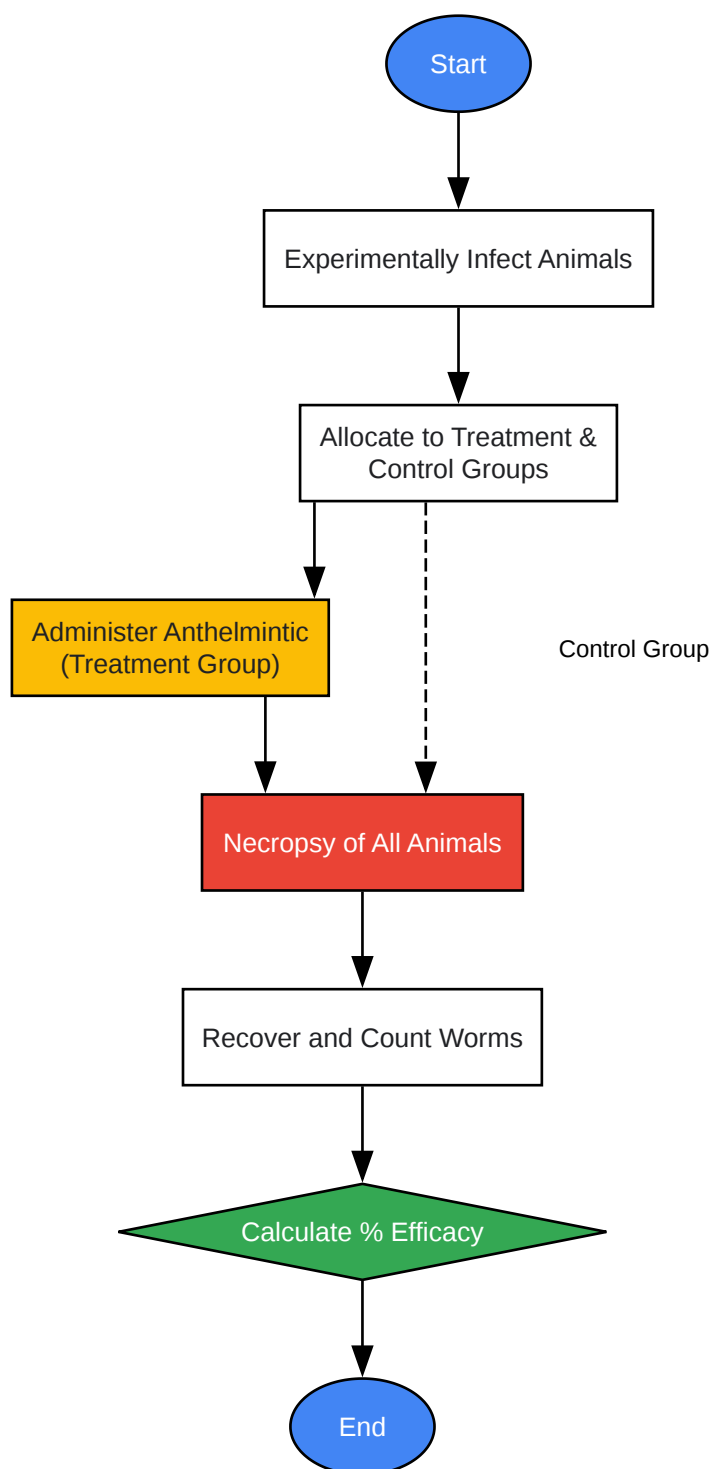 Start
Experimentally Infect Animals
Allocate to Treatment &
Control Groups
Administer Anthelmintic
(Treatment Group)
Control Group
Necropsy of All Animals
Recover and Count Worms
Calculate % Efficacy
End